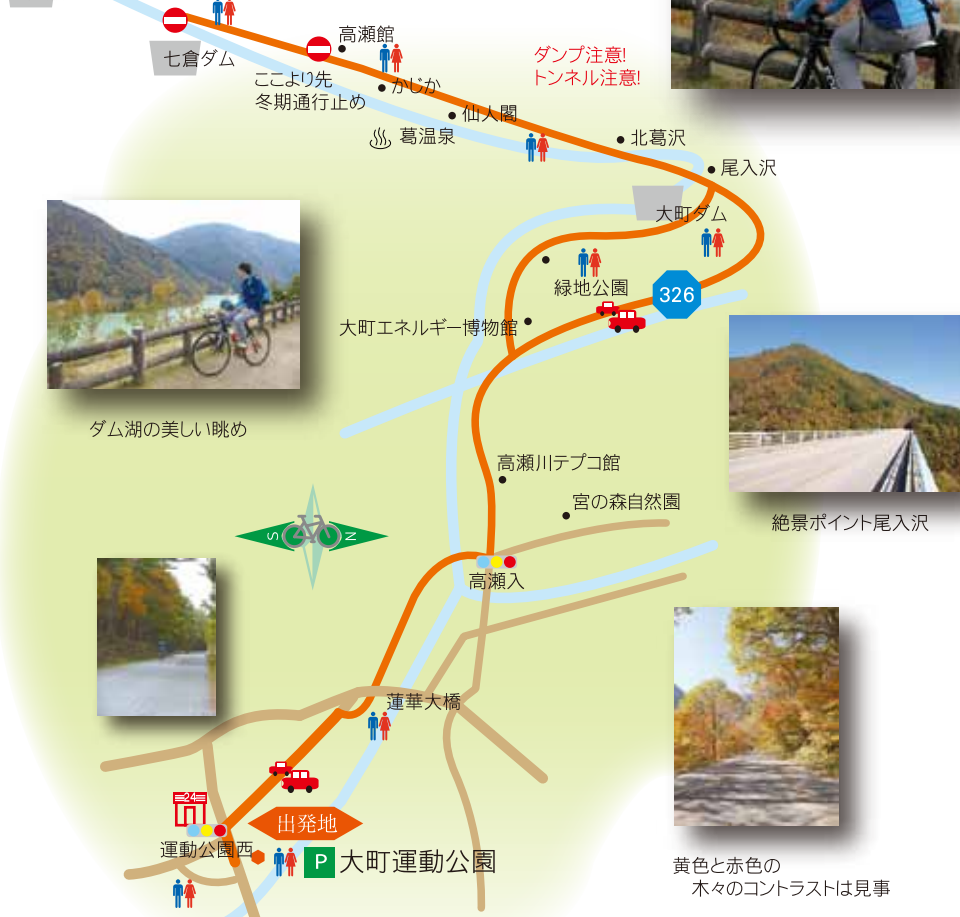 七倉ダム
高瀬館
ここより先
冬期通行止め
かじか
仙人閣
葛温泉
ダンプ注意!
トンネル注意!
北葛沢
尾入沢
大町ダム
緑地公園
326
大町エネルギー博物館
ダム湖の美しい眺め
高瀬川テプコ館
宮の森自然園
絶景ポイント尾入沢
S
N
高瀬入
蓮華大橋
24
出発地
運動公園西
P
大町運動公園
黄色と赤色の
木々のコントラストは見事